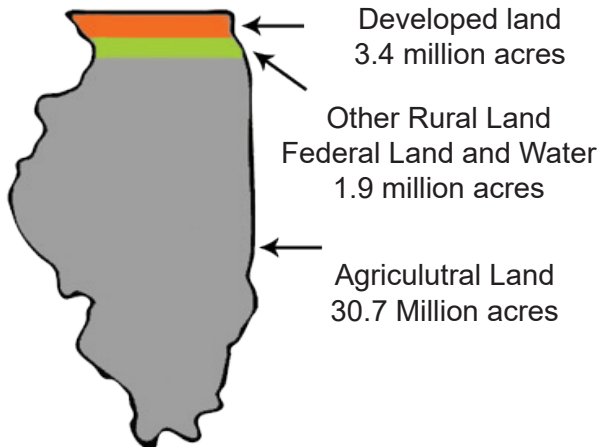 Developed land
3.4 million acres
Other Rural Land
Federal Land and Water
1.9 million acres
Agriculutral Land
30.7 Million acres